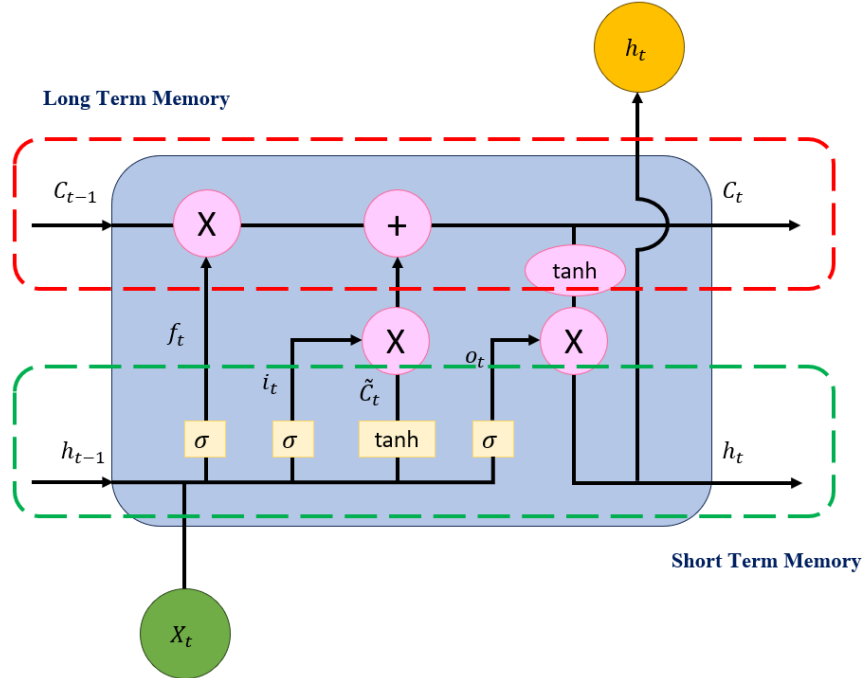 h_t
Long Term Memory
C_{t-1}
C_t
X
+
tanh
f_t
X
o_t
X
i_t
C̃_t
σ
σ
tanh
σ
h_{t-1}
h_t
Short Term Memory
X_t